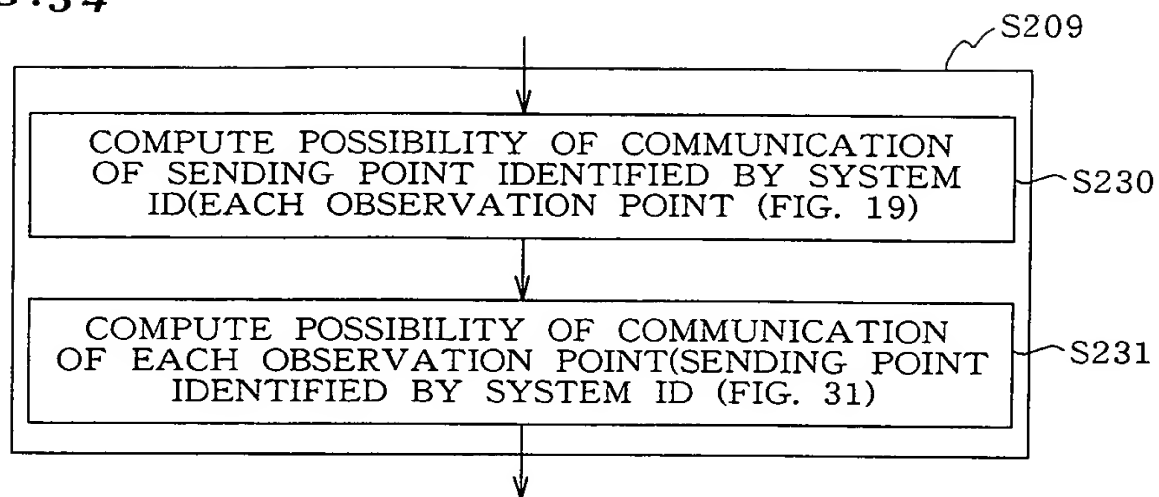 S209
COMPUTE POSSIBILITY OF COMMUNICATION
OF SENDING POINT IDENTIFIED BY SYSTEM
ID(EACH OBSERVATION POINT (FIG. 19)
S230
COMPUTE POSSIBILITY OF COMMUNICATION
OF EACH OBSERVATION POINT(SENDING POINT
IDENTIFIED BY SYSTEM ID (FIG. 31)
S231